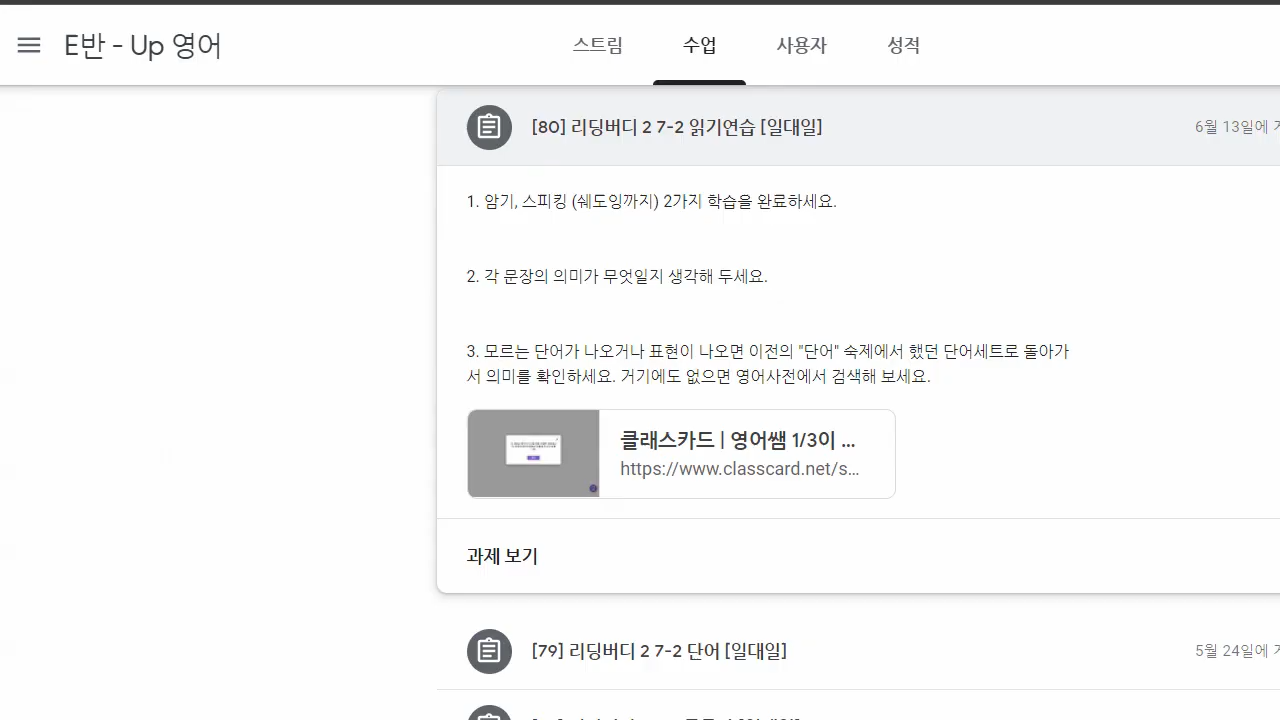 E반 - Up 영어
스트림
수업
사용자
성적
[80] 리딩버디 2 7-2 읽기연습 [일대일]
6월 13일에
1. 암기, 스피킹 (쉐도잉까지) 2가지 학습을 완료하세요.
2. 각 문장의 의미가 무엇일지 생각해 두세요.
3. 모르는 단어가 나오거나 표현이 나오면 이전의 "단어" 숙제에서 했던 단어세트로 돌아가
서 의미를 확인하세요. 거기에도 없으면 영어사전에서 검색해 보세요.
클래스카드 | 영어쌤 1/3이 ...
https://www.classcard.net/s...
과제 보기
[79] 리딩버디 2 7-2 단어 [일대일]
5월 24일에